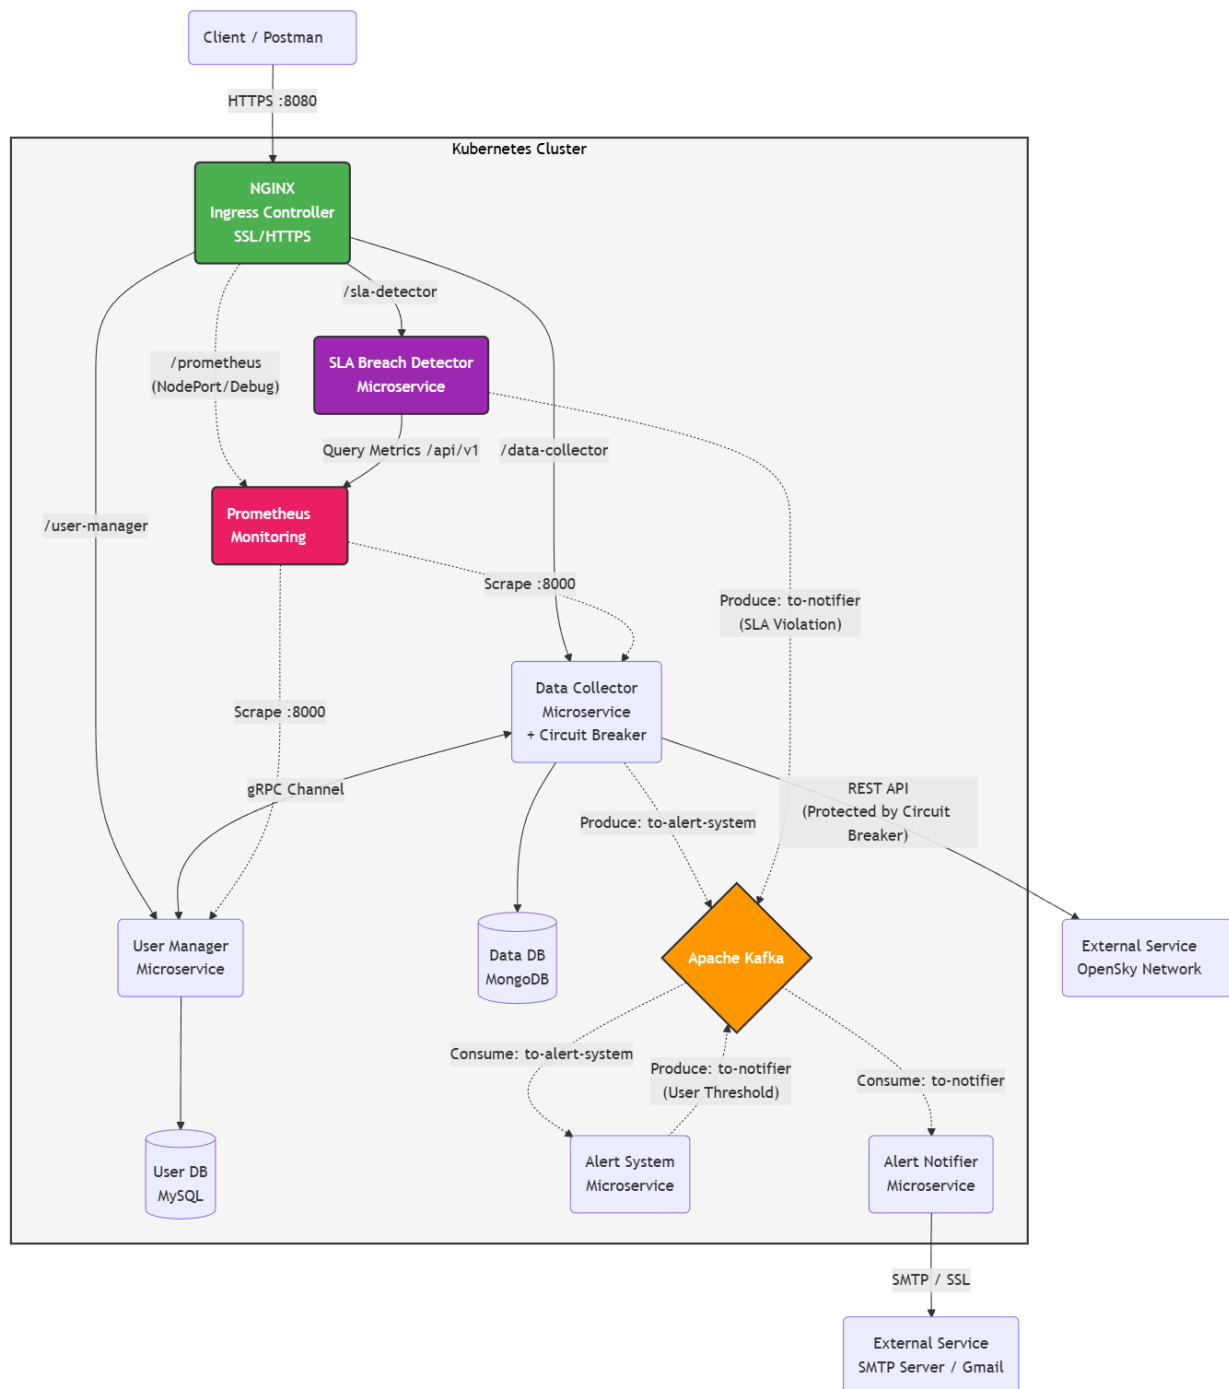 Client / Postman
HTTPS :8080
Kubernetes Cluster
NGINX
Ingress Controller
SSL/HTTPS
/sla-detector
/prometheus
(NodePort/Debug)
SLA Breach Detector
Microservice
Query Metrics /api/v1
/data-collector
/user-manager
Prometheus
Monitoring
Scrape :8000
Produce: to-notifier
(SLA Violation)
Data Collector
Microservice
+ Circuit Breaker
Scrape :8000
gRPC Channel
REST API
(Protected by Circuit
Breaker)
Produce: to-alert-system
User Manager
Microservice
Data DB
MongoDB
Apache Kafka
External Service
OpenSky Network
Consume: to-alert-system
Produce: to-notifier
(User Threshold)
Consume: to-notifier
User DB
MySQL
Alert System
Microservice
Alert Notifier
Microservice
SMTP / SSL
External Service
SMTP Server / Gmail